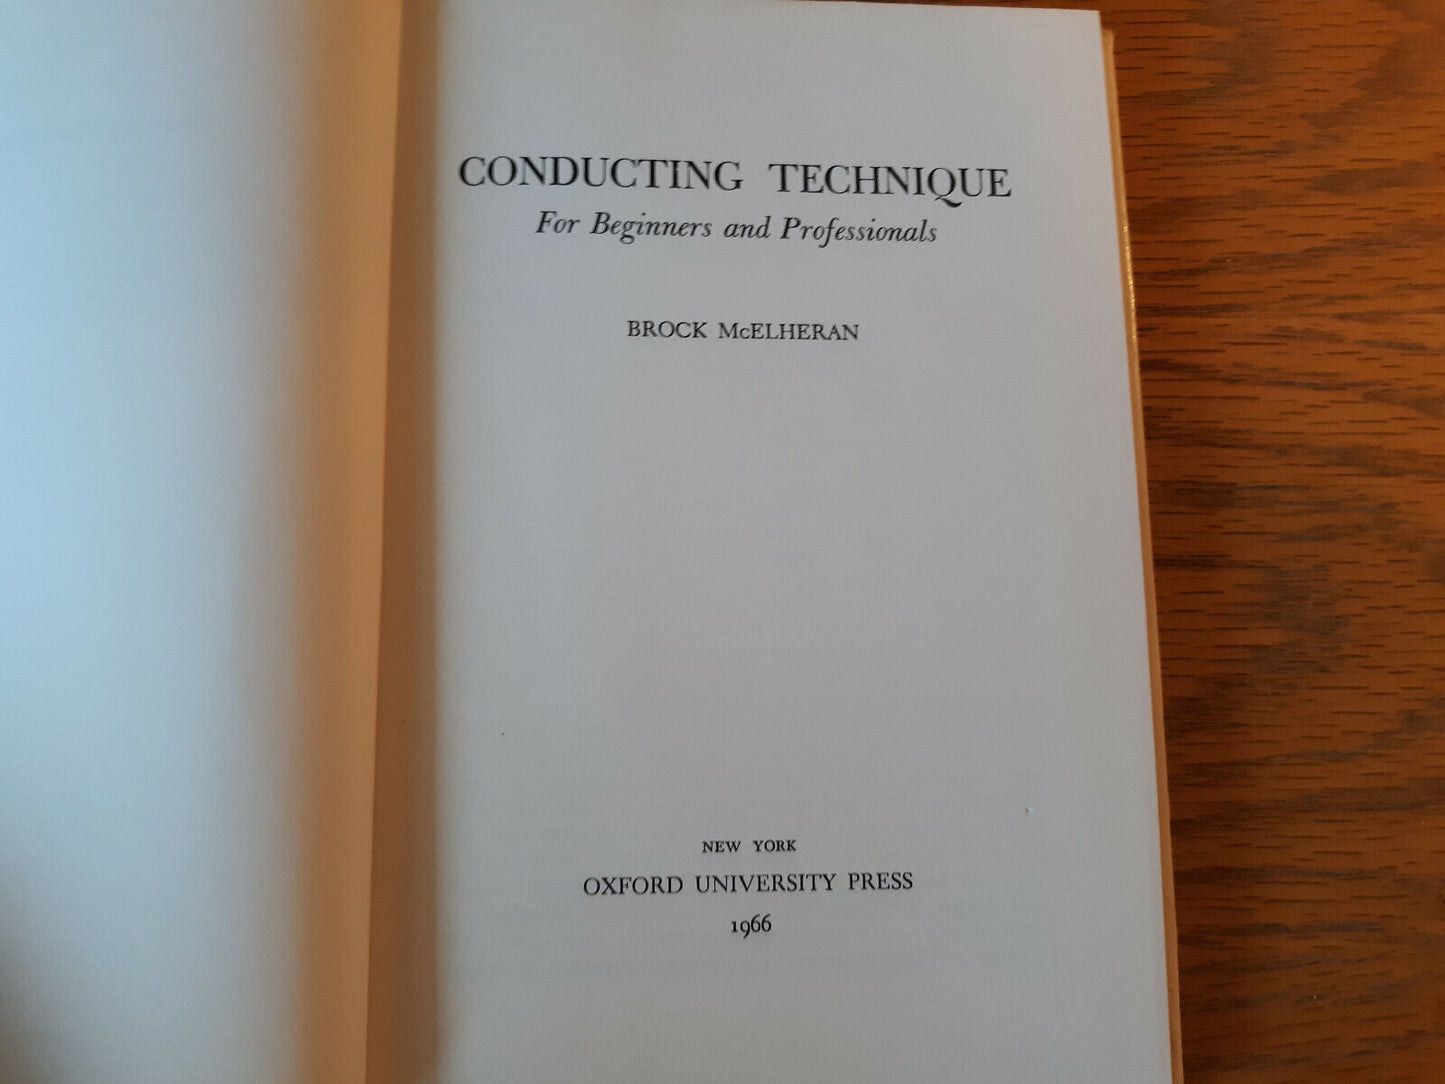 CONDUCTING TECHNIQUE
For Beginners and Professionals
BROCK McELHERAN
NEW YORK
OXFORD UNIVERSITY PRESS
1966